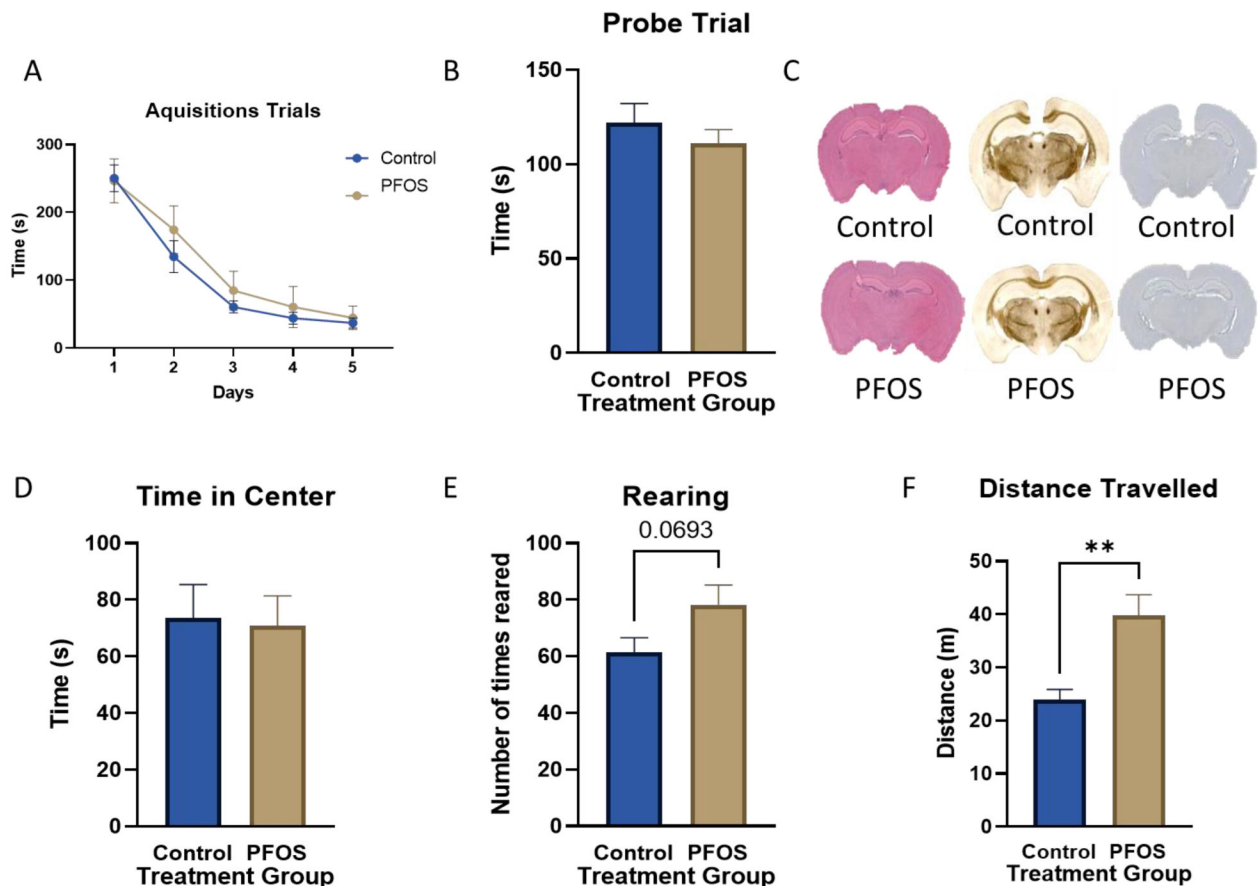 Probe Trial
A
Aquisitions Trials
Time (s)
300
200
100
0
1 2 3 4 5
Days
Control
PFOS
B
Time (s)
150
100
50
0
Control PFOS
Treatment Group
C
Control Control Control
PFOS PFOS PFOS
D
Time in Center
Time (s)
100
80
60
40
20
0
Control PFOS
Treatment Group
E
Rearing
0.0693
Number of times reared
100
80
60
40
20
0
Control PFOS
Treatment Group
F
Distance Travelled
**
Distance (m)
50
40
30
20
10
0
Control PFOS
Treatment Group